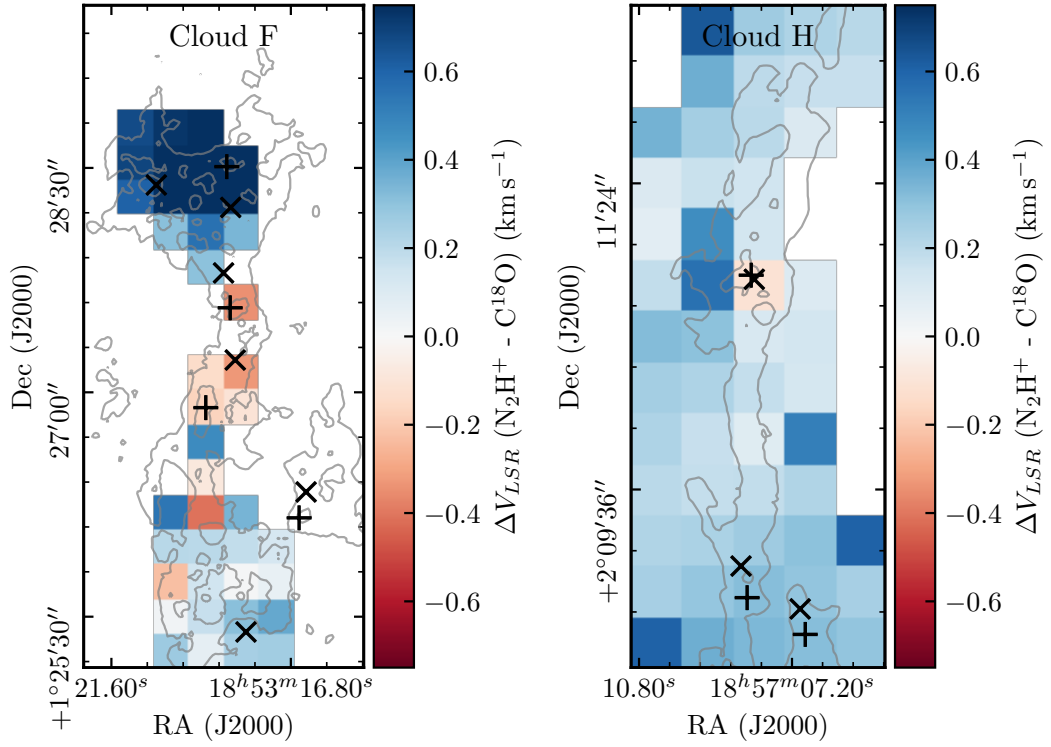 Cloud F
Dec (J2000)
28′30″
27′00″
+1°25′30″
21.60ˢ
18ʰ53ᵐ16.80ˢ
RA (J2000)
0.6
0.4
0.2
0.0
−0.2
−0.4
−0.6
ΔV_LSR (N₂H⁺ - C¹⁸O) (km s⁻¹)
Cloud H
Dec (J2000)
11′24″
+2°09′36″
10.80ˢ
18ʰ57ᵐ07.20ˢ
RA (J2000)
0.6
0.4
0.2
0.0
−0.2
−0.4
−0.6
ΔV_LSR (N₂H⁺ - C¹⁸O) (km s⁻¹)